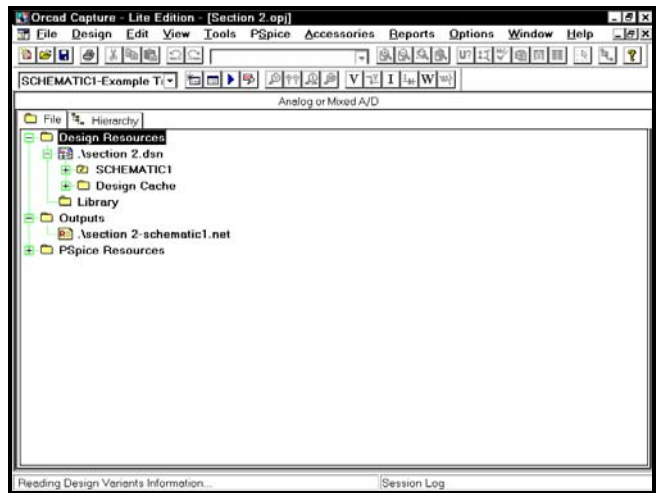 Orcad Capture - Lite Edition - [Section 2.opj]
File Design Edit View Tools PSpice Accessories Reports Options Window Help
U?
SCHEMATIC1-Example Ti
V I W
Analog or Mixed A/D
File Hierarchy
Design Resources
.\section 2.dsn
SCHEMATIC1
Design Cache
Library
Outputs
.\section 2-schematic1.net
PSpice Resources
Reading Design Variants Information... Session Log